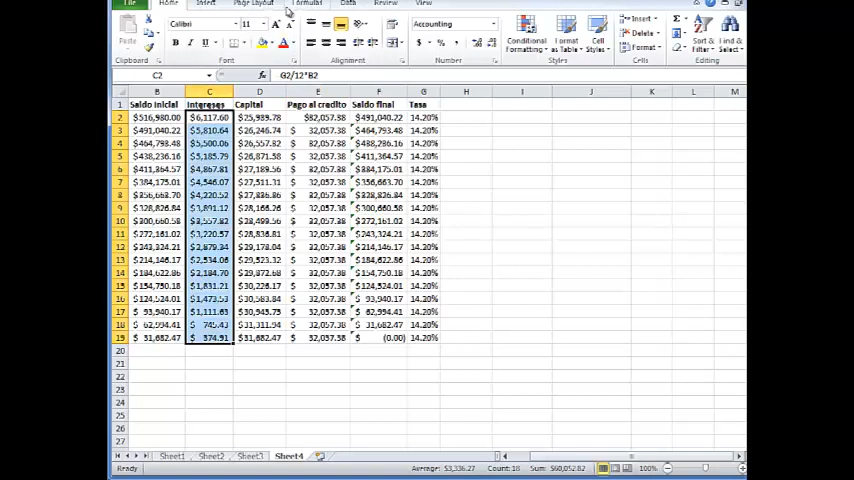 File Home Insert Page Layout Formulas Data Review View
Calibri 11 A A Accounting Insert
Paste B I U A $ % , Conditional Formatting Format as Table Cell Styles Delete Sort & Find &
Format
Clipboard Font Alignment Number Styles Cells
C2 fx G2/12*B2
B C D E F G H I J K L M
1 Saldo inicial Intereses Capital Pago al credito Saldo final Tasa
2 $516,980.00 $6,117.60 $25,939.78 $32,057.38 $491,040.22 14.20%
3 $491,040.22 $5,810.64 $26,246.74 $ 32,057.38 $464,793.48 14.20%
4 $464,793.48 $5,500.06 $26,557.32 $ 32,057.38 $438,236.16 14.20%
5 $438,236.16 $5,185.79 $26,871.58 $ 32,057.38 $411,364.57 14.20%
6 $411,364.57 $4,867.81 $27,189.56 $ 32,057.38 $384,175.01 14.20%
7 $384,175.01 $4,546.07 $27,511.31 $ 32,057.38 $356,663.70 14.20%
8 $356,663.70 $4,220.52 $27,836.86 $ 32,057.38 $328,826.84 14.20%
9 $328,826.84 $3,891.12 $28,166.26 $ 32,057.38 $300,660.58 14.20%
10 $300,660.58 $3,557.82 $28,499.56 $ 32,057.38 $272,161.02 14.20%
11 $272,161.02 $3,220.57 $28,836.81 $ 32,057.38 $243,324.21 14.20%
12 $243,324.21 $2,879.34 $29,178.04 $ 32,057.38 $214,146.17 14.20%
13 $214,146.17 $2,534.06 $29,523.32 $ 32,057.38 $184,622.86 14.20%
14 $184,622.86 $2,184.70 $29,872.68 $ 32,057.38 $154,750.18 14.20%
15 $154,750.18 $1,831.21 $30,226.17 $ 32,057.38 $124,524.01 14.20%
16 $124,524.01 $1,473.53 $30,583.84 $ 32,057.38 $ 93,940.17 14.20%
17 $ 93,940.17 $1,111.63 $30,945.75 $ 32,057.38 $ 62,994.41 14.20%
18 $ 62,994.41 $ 745.43 $31,311.94 $ 32,057.38 $ 31,682.47 14.20%
19 $ 31,682.47 $ 374.91 $31,682.47 $ 32,057.38 $ (0.00) 14.20%
20
21
22
23
24
25
26
27
Sheet1 Sheet2 Sheet3 Sheet4
Ready Average: $3,336.27 Count: 18 Sum: $60,052.82 100%